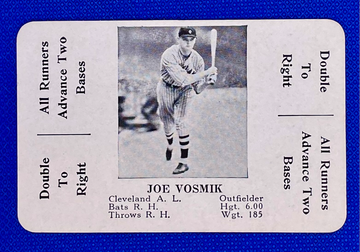 All Runners
Advance Two
Bases
Double
To
Right
JOE VOSMIK
Cleveland A. L. Outfielder
Bats R. H. Hgt. 6.00
Throws R. H. Wgt. 185
Double
To
Right
All Runners
Advance Two
Bases